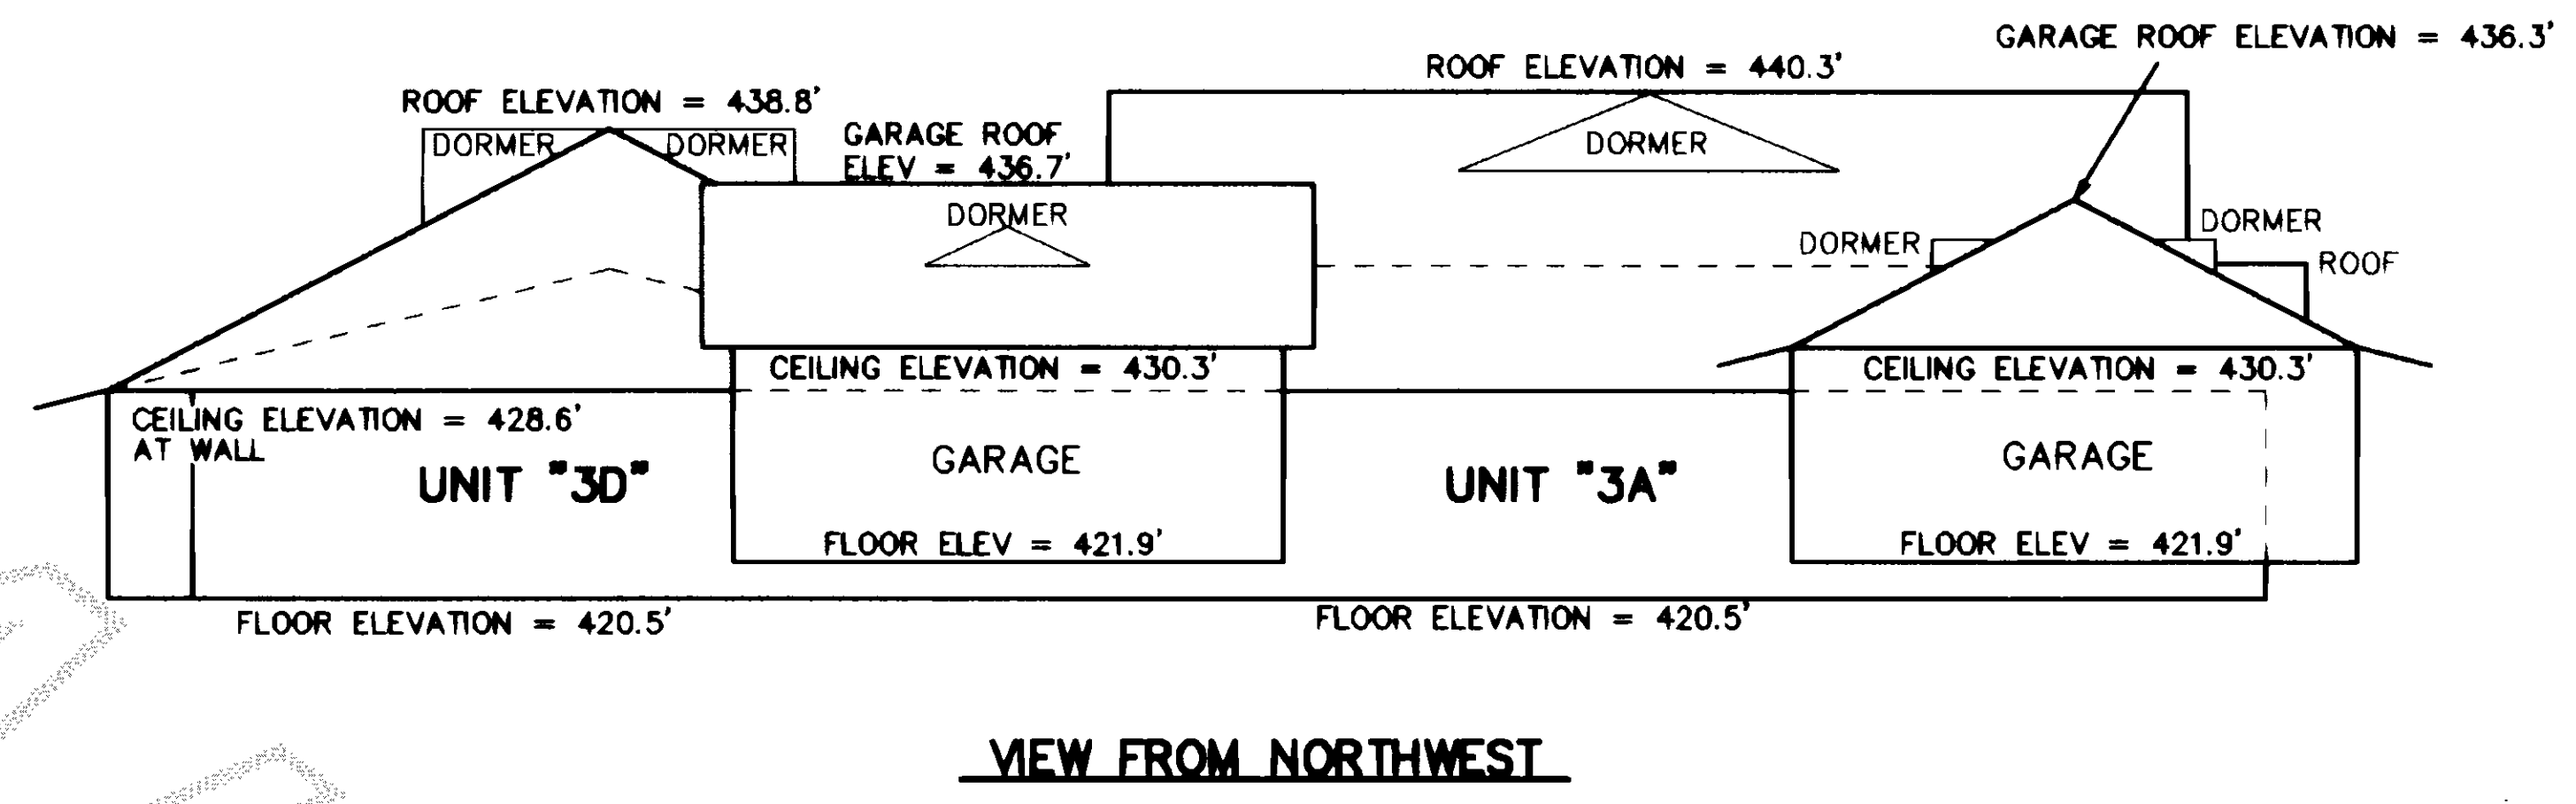 GARAGE ROOF ELEVATION = 436.3'
ROOF ELEVATION = 440.3'
ROOF ELEVATION = 438.8'
DORMER
DORMER
GARAGE ROOF
ELEV = 436.7'
DORMER
DORMER
DORMER
DORMER
ROOF
CEILING ELEVATION = 430.3'
CEILING ELEVATION = 430.3'
CEILING ELEVATION = 428.6'
AT WALL
UNIT "3D"
GARAGE
UNIT "3A"
GARAGE
FLOOR ELEV = 421.9'
FLOOR ELEV = 421.9'
FLOOR ELEVATION = 420.5'
FLOOR ELEVATION = 420.5'
VIEW FROM NORTHWEST